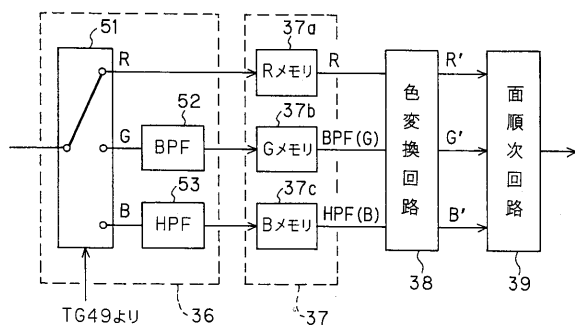 51
37a
R
Rメモリ
R
R′
52
37b
G
BPF
Gメモリ
BPF(G)
G′
53
37c
B
HPF
Bメモリ
HPF(B)
B′
色変換回路
面順次回路
TG49より
36
37
38
39